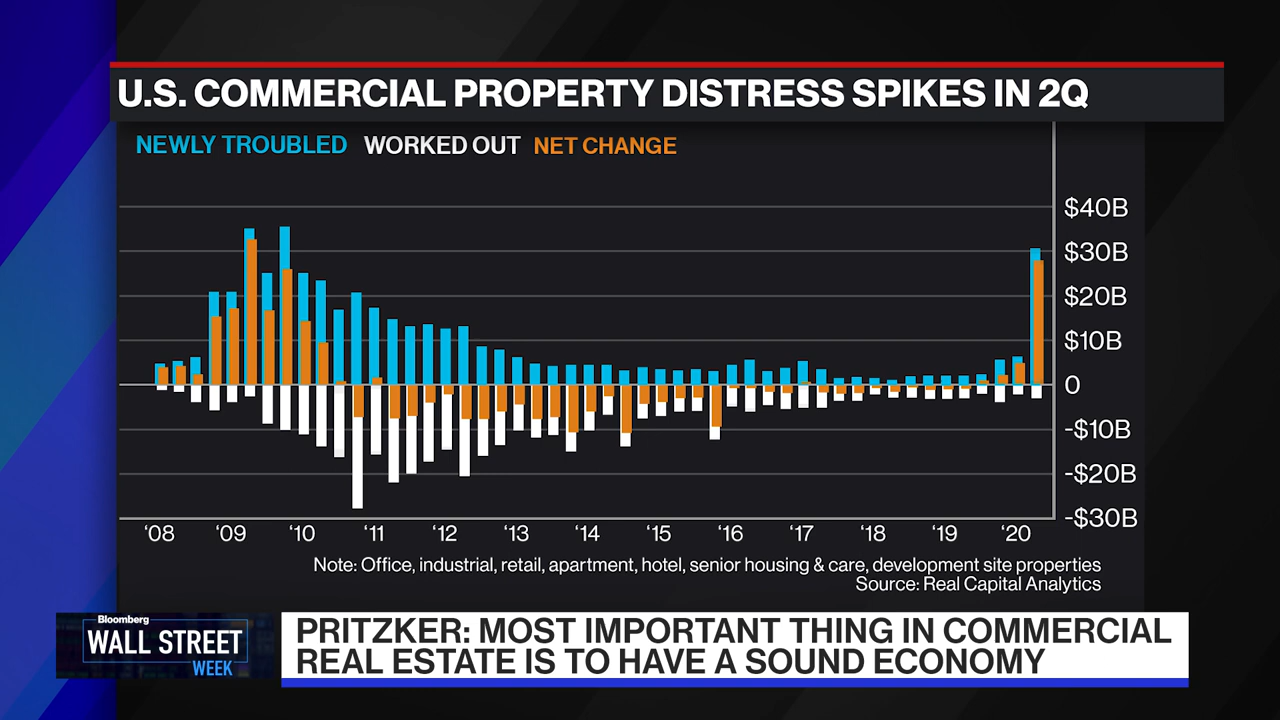 U.S. COMMERCIAL PROPERTY DISTRESS SPIKES IN 2Q
NEWLY TROUBLED WORKED OUT NET CHANGE
$40B
$30B
$20B
$10B
0
-$10B
-$20B
-$30B
‘08 ‘09 ‘10 ‘11 ‘12 ‘13 ‘14 ‘15 ‘16 ‘17 ‘18 ‘19 ‘20
Note: Office, industrial, retail, apartment, hotel, senior housing & care, development site properties
Source: Real Capital Analytics
Bloomberg
WALL STREET
WEEK
PRITZKER: MOST IMPORTANT THING IN COMMERCIAL
REAL ESTATE IS TO HAVE A SOUND ECONOMY